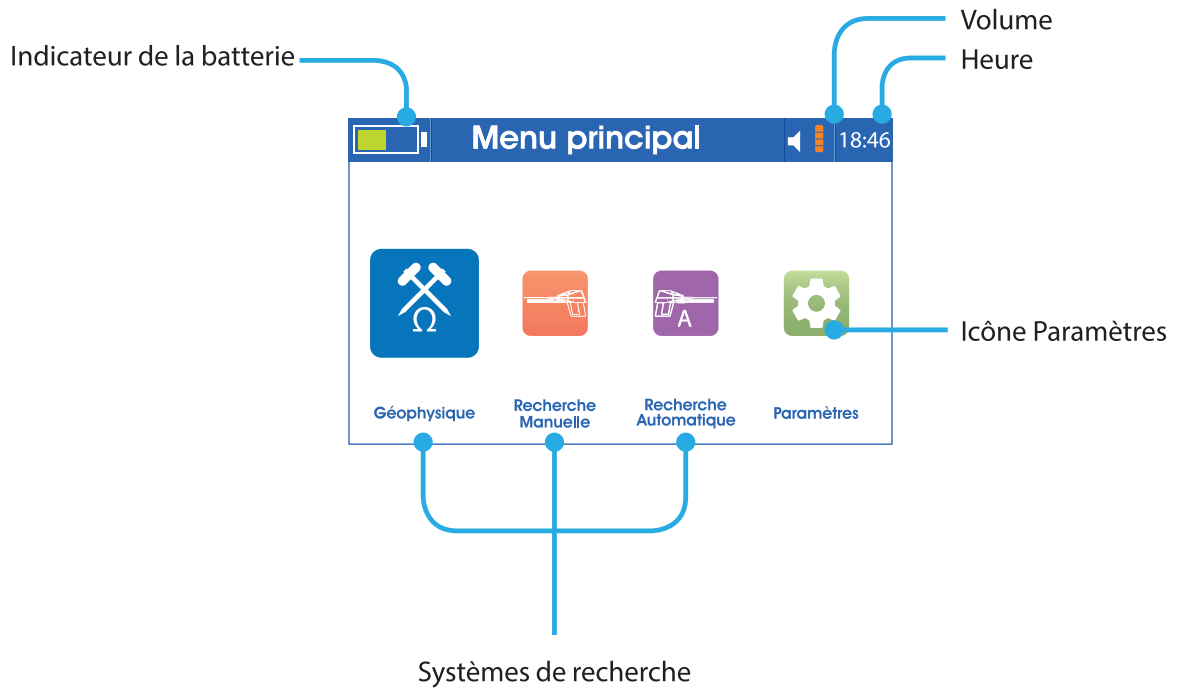 Volume
Indicateur de la batterie
Heure
Menu principal
18:46
Ω
A
Icône Paramètres
Géophysique
Recherche
Manuelle
Recherche
Automatique
Paramètres
Systèmes de recherche